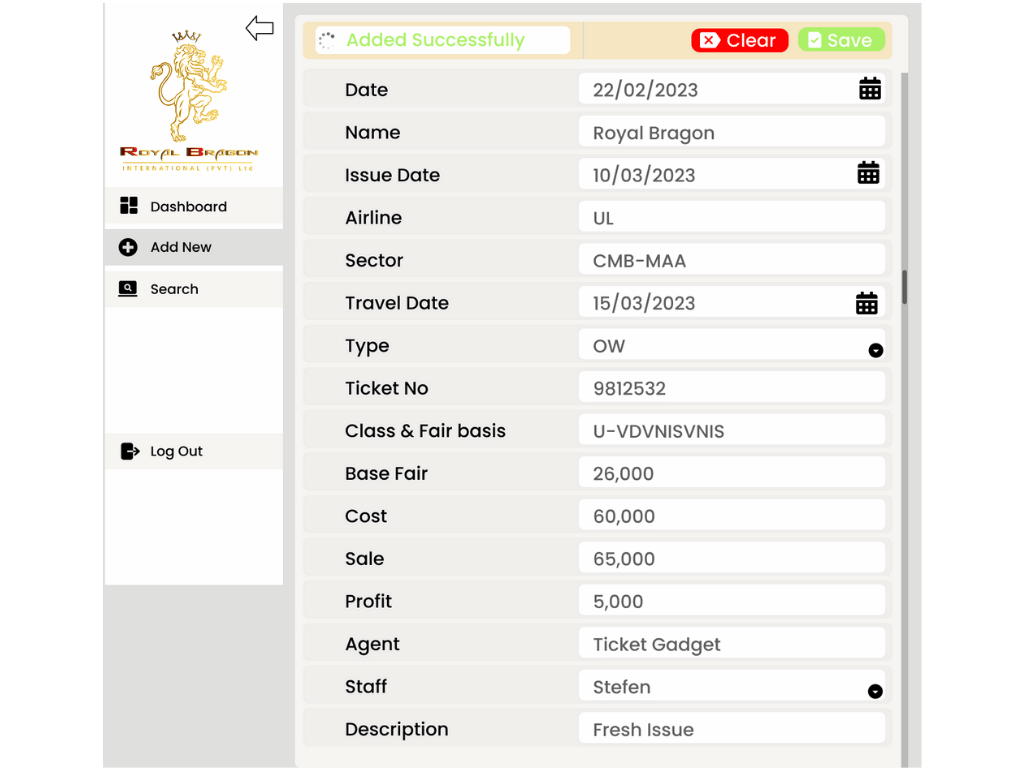 ROYAL BRAGON
INTERNATIONAL (PVT) Ltd
Dashboard
Add New
Search
Log Out
Added Successfully
Clear
Save
Date 22/02/2023
Name Royal Bragon
Issue Date 10/03/2023
Airline UL
Sector CMB-MAA
Travel Date 15/03/2023
Type OW
Ticket No 9812532
Class & Fair basis U-VDVNISVNIS
Base Fair 26,000
Cost 60,000
Sale 65,000
Profit 5,000
Agent Ticket Gadget
Staff Stefen
Description Fresh Issue